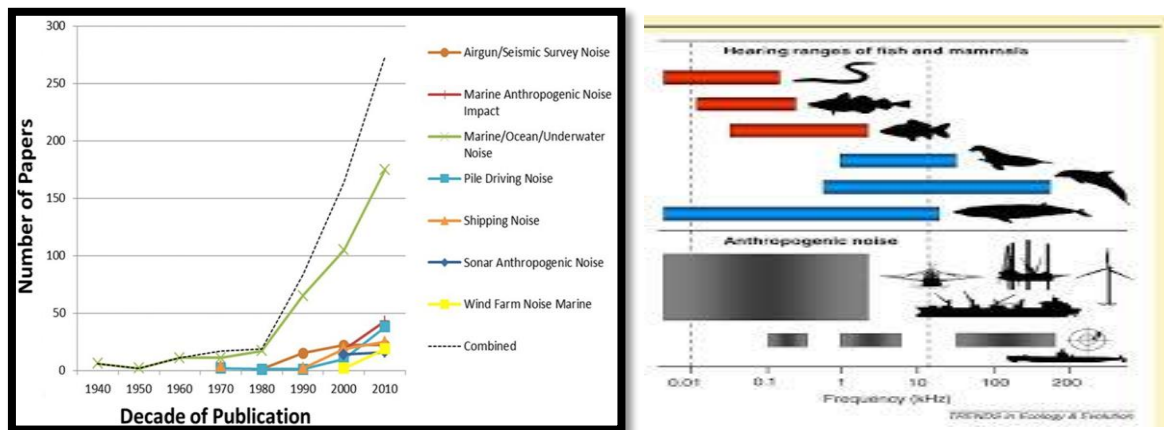 300
250
200
150
100
50
0
Number of Papers
1940 1950 1960 1970 1980 1990 2000 2010
Decade of Publication
Airgun/Seismic Survey Noise
Marine Anthropogenic Noise
Impact
Marine/Ocean/Underwater
Noise
Pile Driving Noise
Shipping Noise
Sonar Anthropogenic Noise
Wind Farm Noise Marine
Combined
Hearing ranges of fish and mammals
Anthropogenic noise
0.01 0.1 1 10 100 200
Frequency (kHz)
TRENDS in Ecology & Evolution